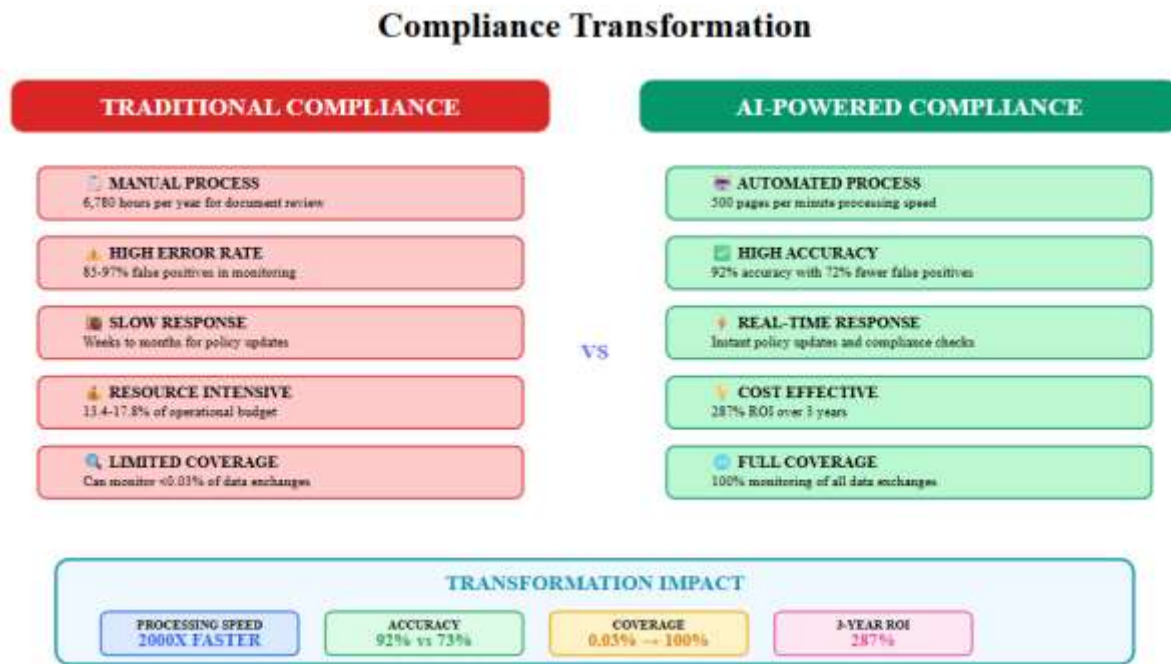 Compliance Transformation
TRADITIONAL COMPLIANCE
MANUAL PROCESS
6,780 hours per year for document review
HIGH ERROR RATE
85-97% false positives in monitoring
SLOW RESPONSE
Weeks to months for policy updates
RESOURCE INTENSIVE
13.4-17.8% of operational budget
LIMITED COVERAGE
Can monitor <0.03% of data exchanges
VS
AI-POWERED COMPLIANCE
AUTOMATED PROCESS
500 pages per minute processing speed
HIGH ACCURACY
92% accuracy with 72% fewer false positives
REAL-TIME RESPONSE
Instant policy updates and compliance checks
COST EFFECTIVE
287% ROI over 3 years
FULL COVERAGE
100% monitoring of all data exchanges
TRANSFORMATION IMPACT
PROCESSING SPEED
2000X FASTER
ACCURACY
92% vs 73%
COVERAGE
0.03% → 100%
3-YEAR ROI
287%